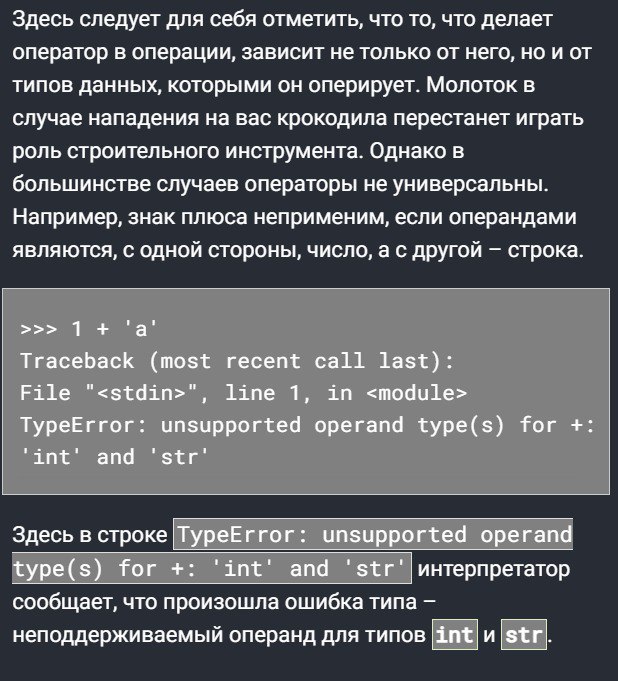 Здесь следует для себя отметить, что то, что делает
оператор в операции, зависит не только от него, но и от
типов данных, которыми он оперирует. Молоток в
случае нападения на вас крокодила перестанет играть
роль строительного инструмента. Однако в
большинстве случаев операторы не универсальны.
Например, знак плюса неприменим, если операндами
являются, с одной стороны, число, а с другой – строка.
>>> 1 + 'a'
Traceback (most recent call last):
File "<stdin>", line 1, in <module>
TypeError: unsupported operand type(s) for +:
'int' and 'str'
Здесь в строке TypeError: unsupported operand
type(s) for +: 'int' and 'str' интерпретатор
сообщает, что произошла ошибка типа –
неподдерживаемый операнд для типов int и str.